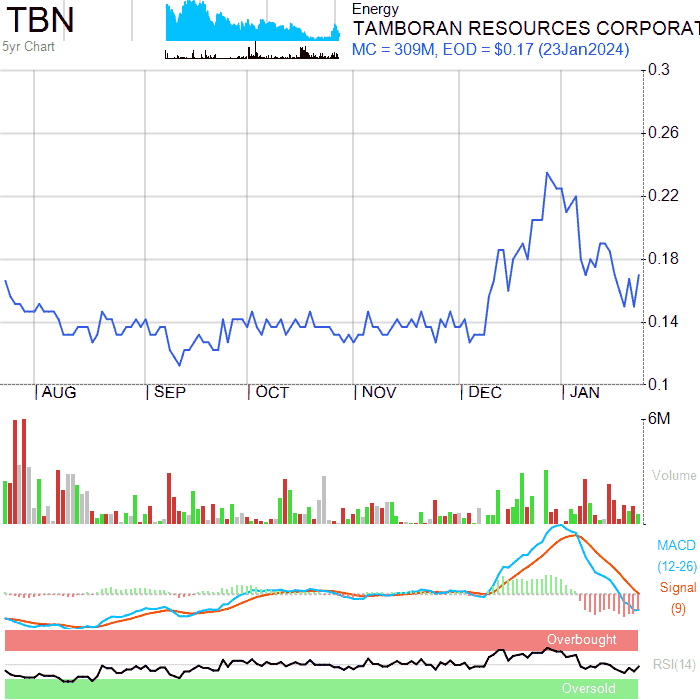 TBN
5yr Chart
Energy
TAMBORAN RESOURCES CORPORAT
MC = 309M, EOD = $0.17 (23Jan2024)
0.3
0.26
0.22
0.18
0.14
0.1
AUG SEP OCT NOV DEC JAN
6M
Volume
MACD
(12-26)
Signal
(9)
Overbought
RSI(14)
Oversold